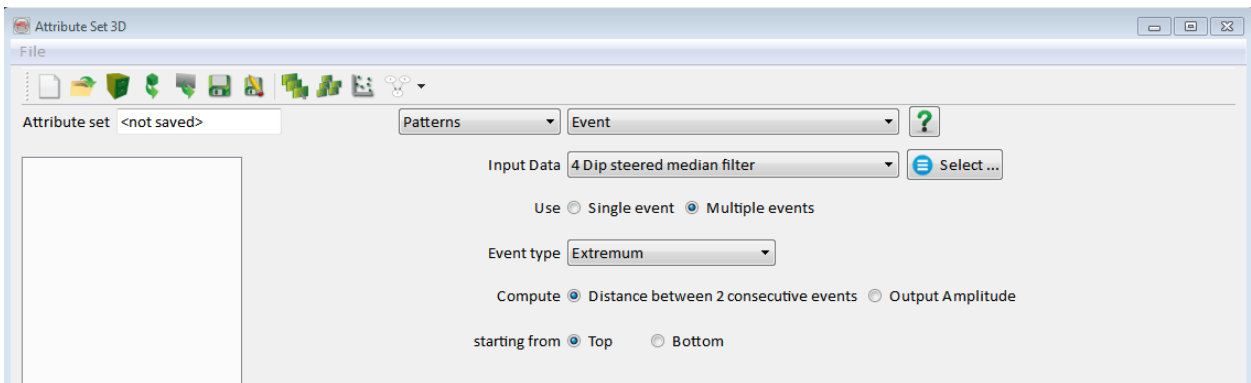 Attribute Set 3D
File
Attribute set <not saved> Patterns Event ?
Input Data 4 Dip steered median filter Select ...
Use Single event Multiple events
Event type Extremum
Compute Distance between 2 consecutive events Output Amplitude
starting from Top Bottom